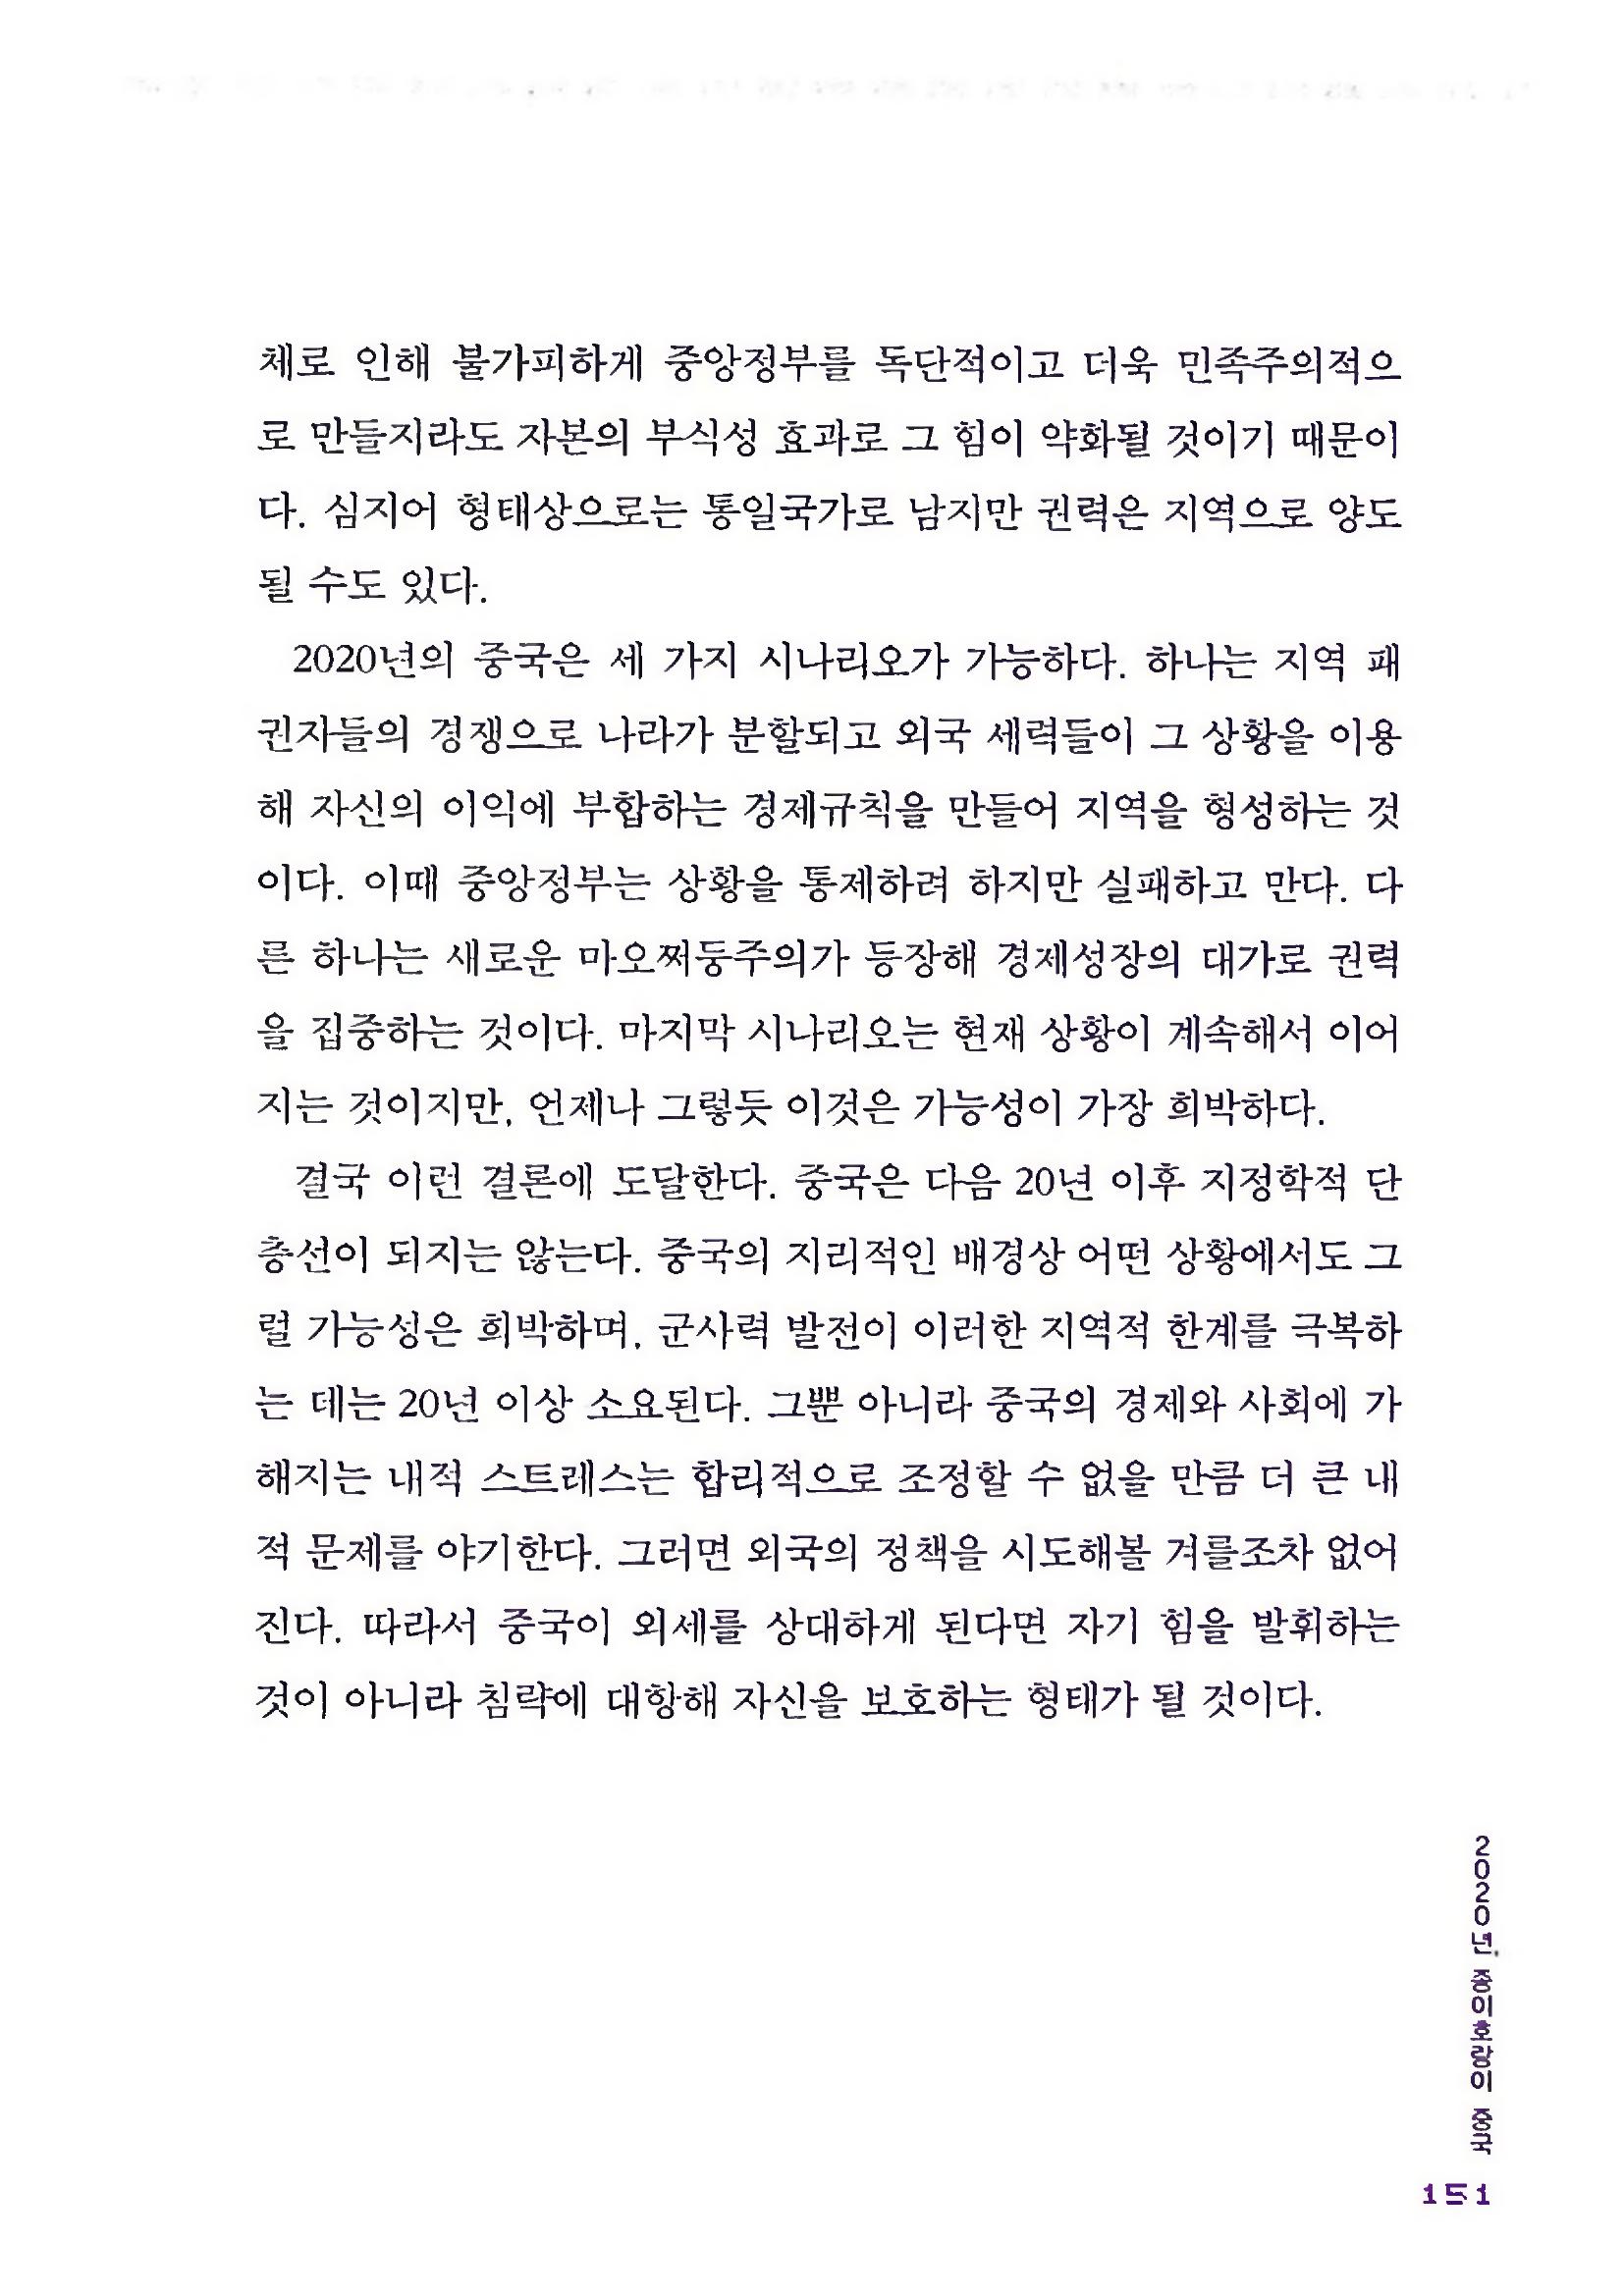 체로 인해 불가피하게 중앙정부를 독단적이고 더욱 민족주의적으
로 만들지라도 자본의 부식성 효과로 그 힘이 약화될 것이기 때문이
다. 심지어 형태상으로는 통일국가로 남지만 권력은 지역으로 양도
될 수도 있다.
2020년의 중국은 세 가지 시나리오가 가능하다. 하나는 지역 패
권자들의 경쟁으로 나라가 분할되고 외국 세력들이 그 상황을 이용
해 자신의 이익에 부합하는 경제규칙을 만들어 지역을 형성하는 것
이다. 이때 중앙정부는 상황을 통제하려 하지만 실패하고 만다. 다
른 하나는 새로운 마오쩌둥주의가 등장해 경제성장의 대가로 권력
을 집중하는 것이다. 마지막 시나리오는 현재 상황이 계속해서 이어
지는 것이지만, 언제나 그렇듯 이것은 가능성이 가장 희박하다.
결국 이런 결론에 도달한다. 중국은 다음 20년 이후 지정학적 단
층선이 되지는 않는다. 중국의 지리적인 배경상 어떤 상황에서도 그
럴 가능성은 희박하며, 군사력 발전이 이러한 지역적 한계를 극복하
는 데는 20년 이상 소요된다. 그뿐 아니라 중국의 경제와 사회에 가
해지는 내적 스트레스는 합리적으로 조정할 수 없을 만큼 더 큰 내
적 문제를 야기한다. 그러면 외국의 정책을 시도해볼 겨를조차 없어
진다. 따라서 중국이 외세를 상대하게 된다면 자기 힘을 발휘하는
것이 아니라 침략에 대항해 자신을 보호하는 형태가 될 것이다.
2020년 종이호랑이 중국
151